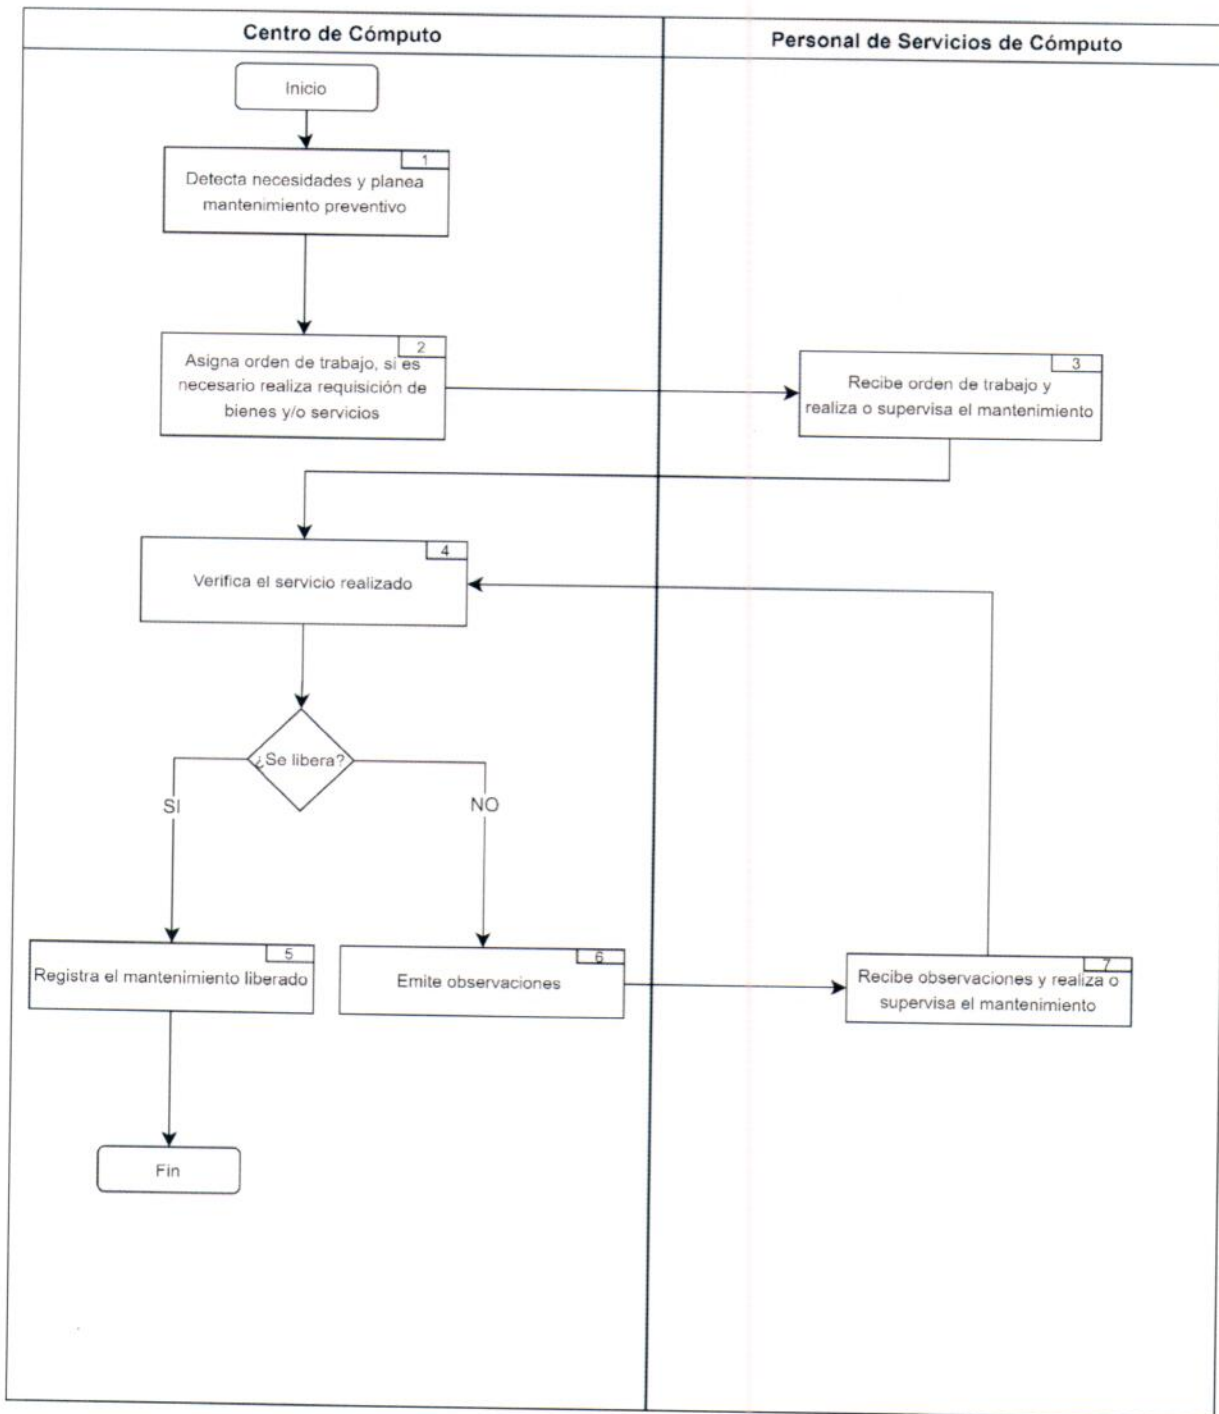 Centro de Cómputo
Personal de Servicios de Cómputo
Inicio
1
Detecta necesidades y planea
mantenimiento preventivo
2
Asigna orden de trabajo, si es
necesario realiza requisición de
bienes y/o servicios
3
Recibe orden de trabajo y
realiza o supervisa el mantenimiento
4
Verifica el servicio realizado
¿Se libera?
SI
NO
5
Registra el mantenimiento liberado
6
Emite observaciones
7
Recibe observaciones y realiza o
supervisa el mantenimiento
Fin